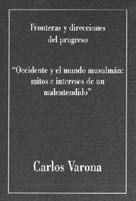 Fronteras y direcciones
del progreso
"Occidente y el mundo musulmán:
mitos e intereses de un
malentendido"
Carlos Varona